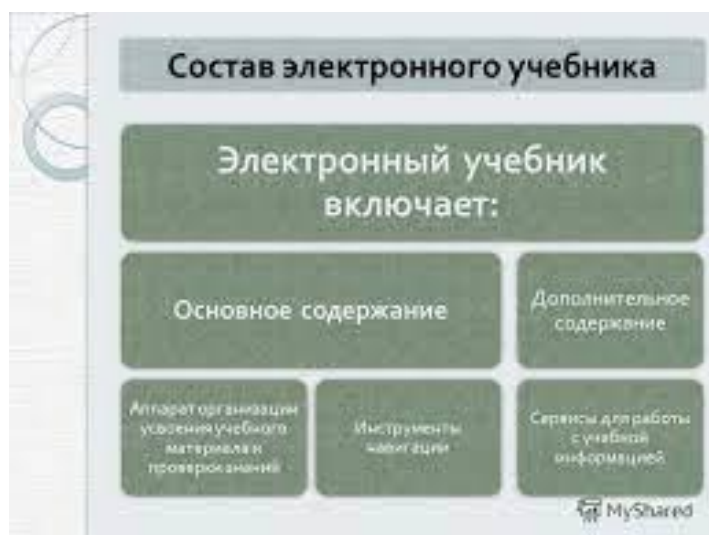 Состав электронного учебника
Электронный учебник
включает:
Основное содержание
Дополнительное
содержание
Аппарат организации
усвоения учебного
материала и
проверок знаний
Инструменты
навигации
Сервисы для работы
с учебной
информацией
MyShared